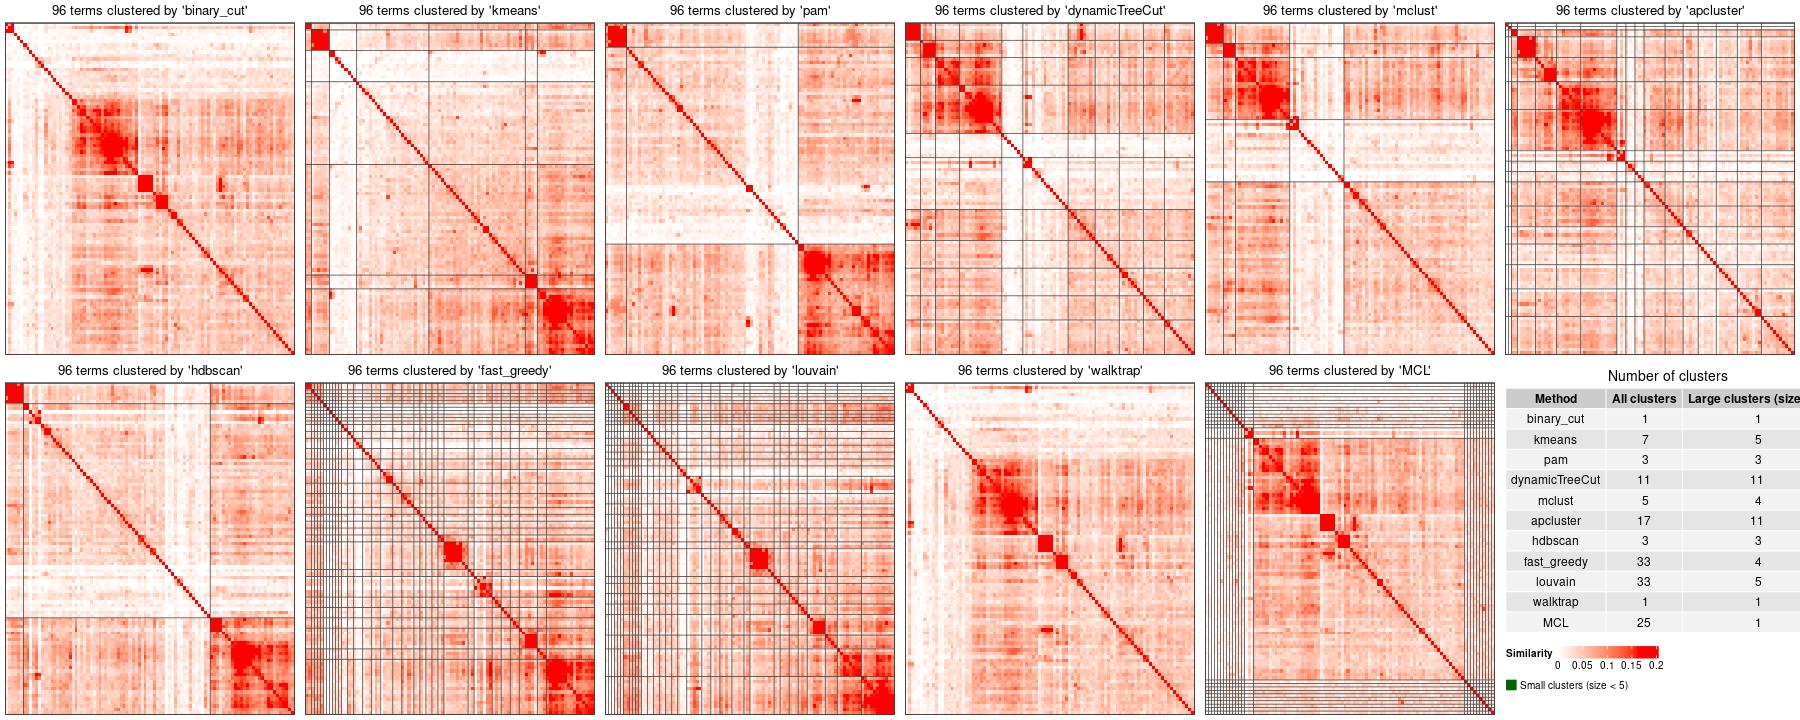 96 terms clustered by 'binary_cut'
96 terms clustered by 'kmeans'
96 terms clustered by 'pam'
96 terms clustered by 'dynamicTreeCut'
96 terms clustered by 'mclust'
96 terms clustered by 'apcluster'
96 terms clustered by 'hdbscan'
96 terms clustered by 'fast_greedy'
96 terms clustered by 'louvain'
96 terms clustered by 'walktrap'
96 terms clustered by 'MCL'
Number of clusters
Method All clusters Large clusters (size
binary_cut 1 1
kmeans 7 5
pam 3 3
dynamicTreeCut 11 11
mclust 5 4
apcluster 17 11
hdbscan 3 3
fast_greedy 33 4
louvain 33 5
walktrap 1 1
MCL 25 1
Similarity
0 0.05 0.1 0.15 0.2
Small clusters (size < 5)